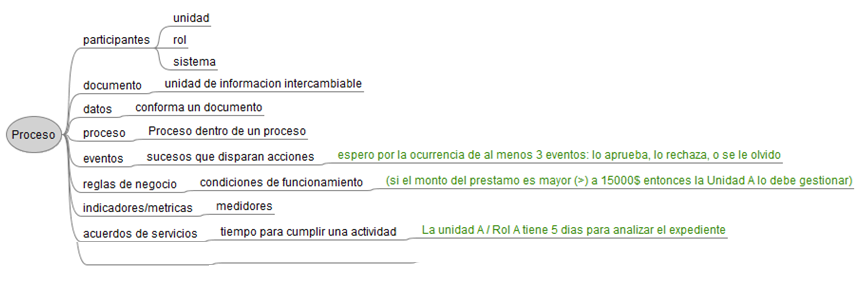 Proceso
participantes
unidad
rol
sistema
documento unidad de informacion intercambiable
datos conforma un documento
proceso Proceso dentro de un proceso
eventos sucesos que disparan acciones espero por la ocurrencia de al menos 3 eventos: lo aprueba, lo rechaza, o se le olvido
reglas de negocio condiciones de funcionamiento (si el monto del prestamo es mayor (>) a 15000$ entonces la Unidad A lo debe gestionar)
indicadores/metricas medidores
acuerdos de servicios tiempo para cumplir una actividad La unidad A / Rol A tiene 5 dias para analizar el expediente